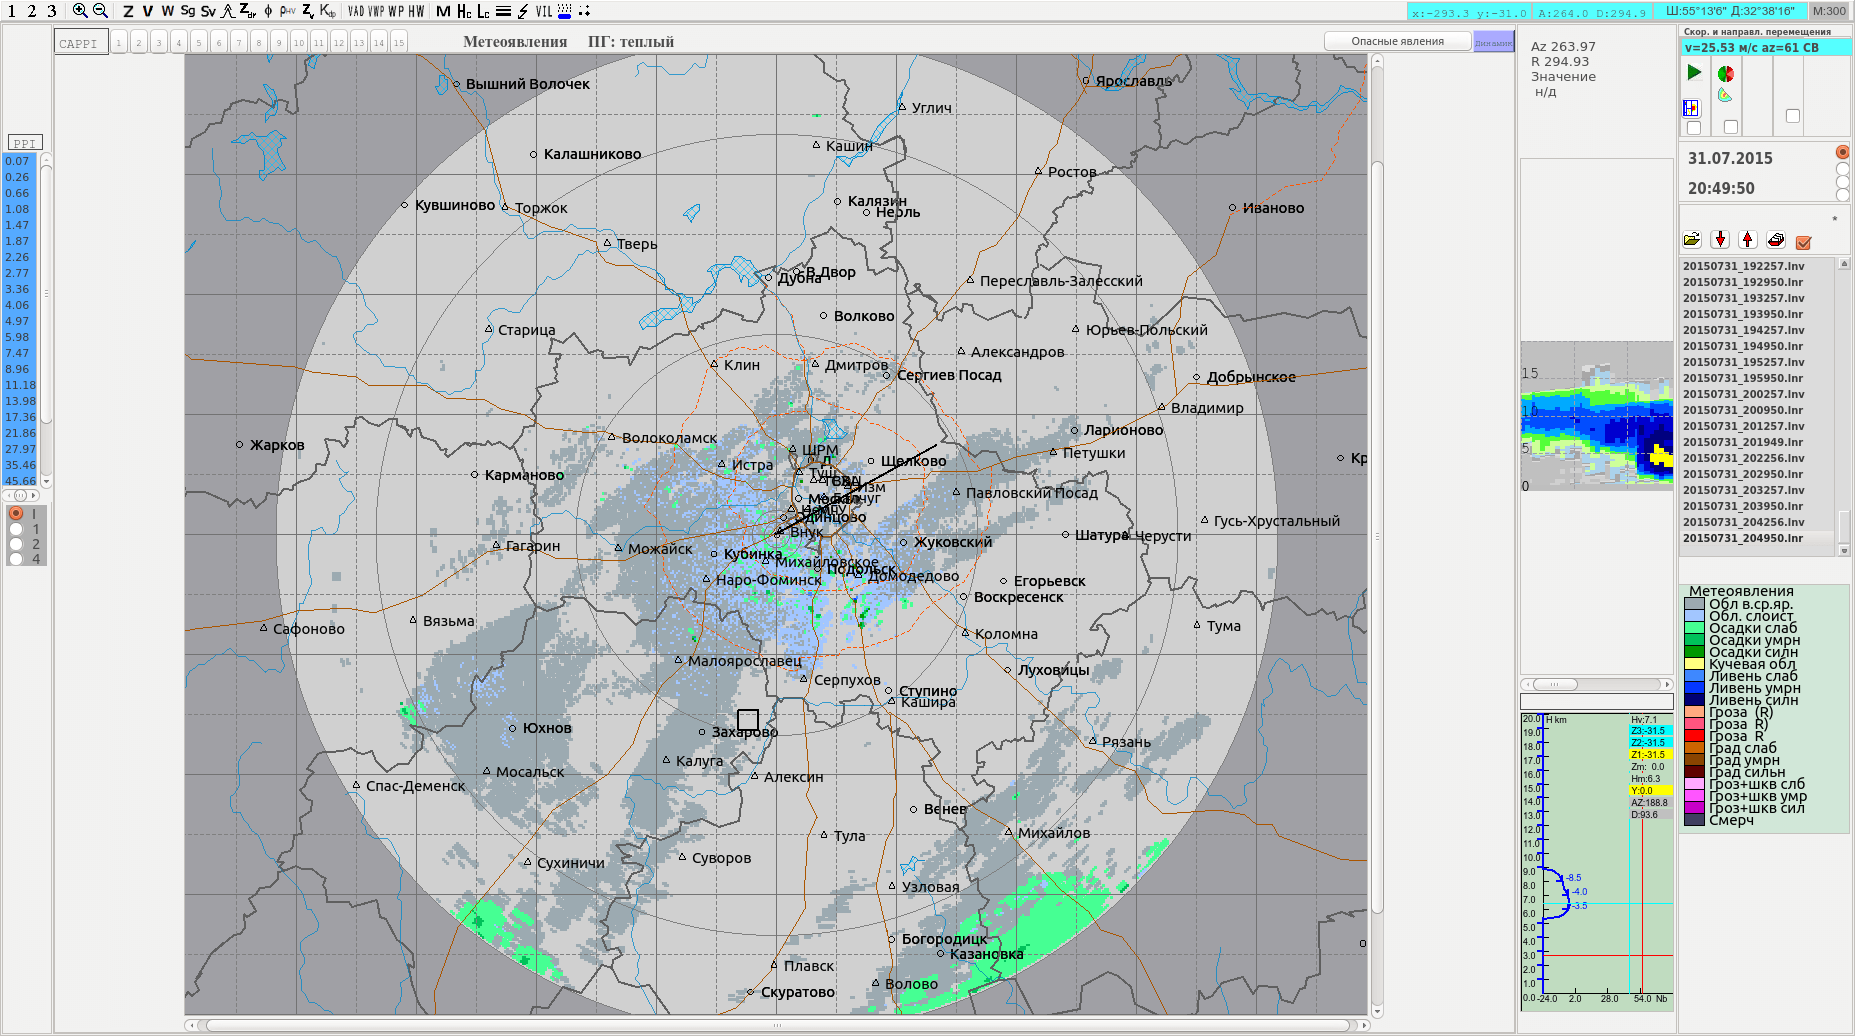 1 2 3 Z V W Sg Sv Zdr ϕ ρHV Zv Kdp VAD VWP WP HW M Hc Lc VIL
x:-293.3 y:-31.0 A:264.0 D:294.9 Ш:55°13'6" Д:32°38'16" M:300
CAPPI 1 2 3 4 5 6 7 8 9 10 11 12 13 14 15
Метеоявления ПГ: теплый
Опасные явления
Динамик
PPI
0.07
0.26
0.66
1.08
1.47
1.87
2.26
2.77
3.36
4.06
4.97
5.98
7.47
8.96
11.18
13.98
17.36
21.86
27.97
35.46
45.66
I
1
2
4
Вышний Волочек
Ярославль
Углич
Кашин
Калашниково
Ростов
Кувшиново
Торжок
Калязин
Нерль
Иваново
Тверь
В.Двор
Дубна
Переславль-Залесский
Волково
Старица
Юрьев-Польский
Александров
Клин
Дмитров
Сергиев Посад
Добрынское
Владимир
Волоколамск
Ларионово
Жарков
ШРМ
Петушки
Щелково
Кр
Истра
Карманово
Туш
Павловский Посад
Одинцово
Гусь-Хрустальный
Внук
Шатура
Черусти
Гагарин
Можайск
Кубинка
Жуковский
Михайловское
Подольск
Наро-Фоминск
Домодедово
Егорьевск
Воскресенск
Вязьма
Сафоново
Коломна
Тума
Малоярославец
Серпухов
Луховицы
Ступино
Кашира
Юхнов
Захарово
Рязань
Калуга
Мосальск
Алексин
Спас-Деменск
Венев
Тула
Михайлов
Сухиничи
Суворов
Узловая
Богородицк
Казановка
Плавск
Волово
Скуратово
Az 263.97
R 294.93
Значение
н/д
15
10
5
0
20.0 H km
19.0
18.0
17.0
16.0
15.0
14.0
13.0
12.0
11.0
10.0
9.0
8.0
7.0
6.0
5.0
4.0
3.0
2.0
1.0
0.0 -24.0 2.0 28.0 54.0 Nb
Hv:7.1
Z3:-31.5
Z2:-31.5
Z1:-31.5
Zm: 0.0
Hm:6.3
Y:0.0
AZ:188.8
D:93.6
-8.5
-4.0
-3.5
Скор. и направл. перемещения
v=25.53 м/с az=61 СВ
31.07.2015
20:49:50
*
20150731_192257.lnv
20150731_192950.lnr
20150731_193257.lnv
20150731_193950.lnr
20150731_194257.lnv
20150731_194950.lnr
20150731_195257.lnv
20150731_195950.lnr
20150731_200257.lnv
20150731_200950.lnr
20150731_201257.lnv
20150731_201949.lnr
20150731_202256.lnv
20150731_202950.lnr
20150731_203257.lnv
20150731_203950.lnr
20150731_204256.lnv
20150731_204950.lnr
Метеоявления
Обл в.ср.яр.
Обл. слоист
Осадки слаб
Осадки умрн
Осадки силн
Кучевая обл
Ливень слаб
Ливень умрн
Ливень силн
Гроза (R)
Гроза R)
Гроза R
Град слаб
Град умрн
Град сильн
Гроз+шкв слб
Гроз+шкв умр
Гроз+шкв сил
Смерч